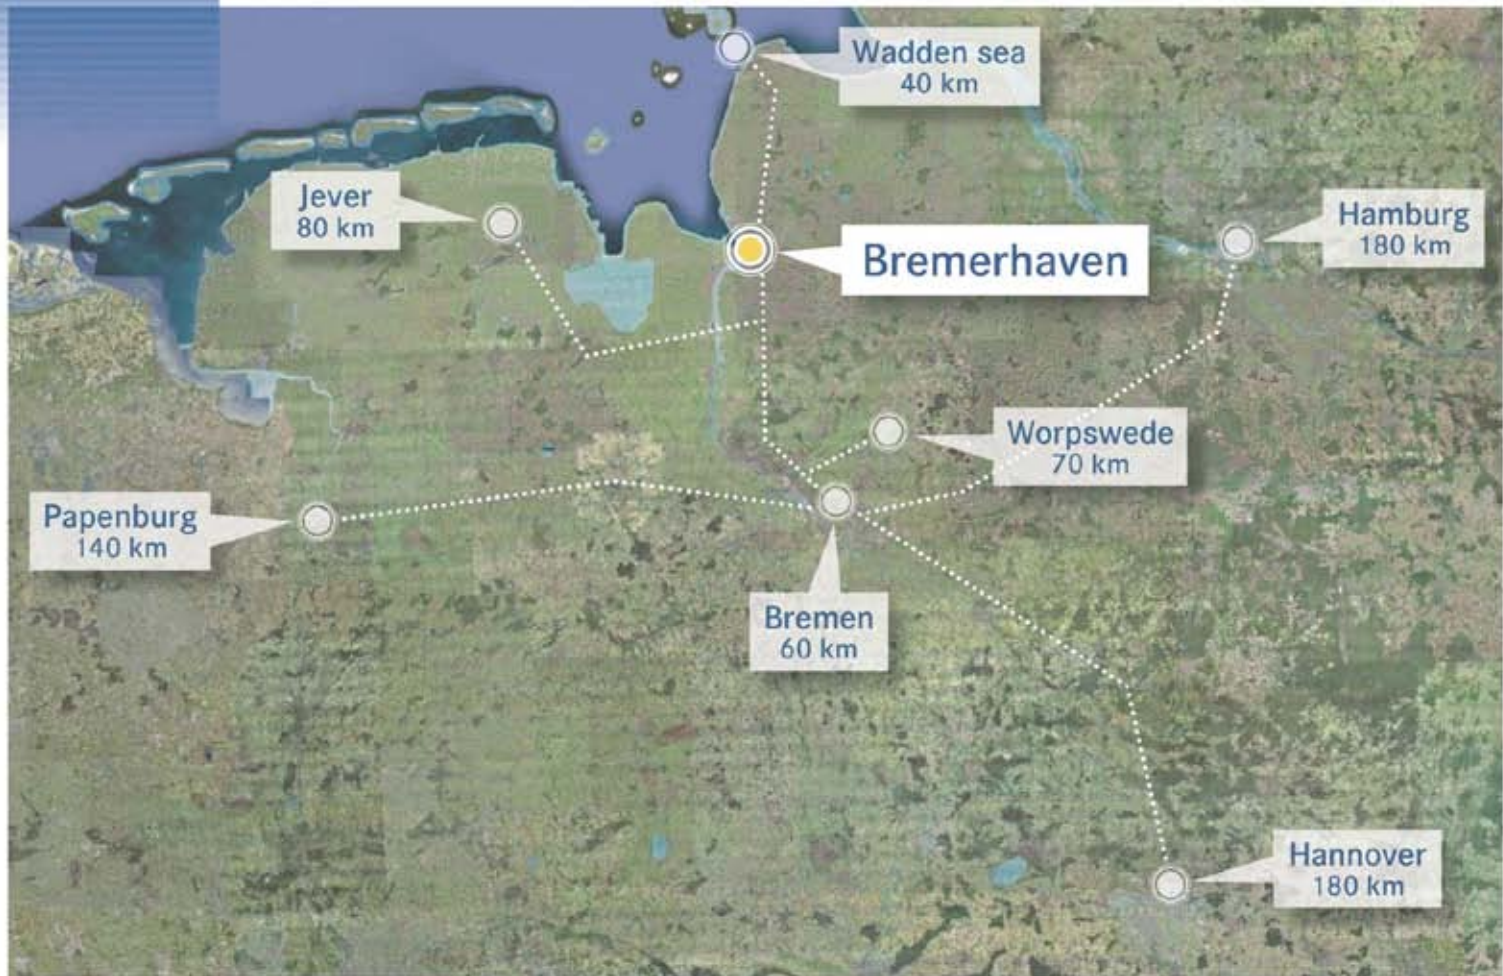 Wadden sea
40 km
Jever
80 km
Hamburg
180 km
Bremerhaven
Worpswede
70 km
Papenburg
140 km
Bremen
60 km
Hannover
180 km